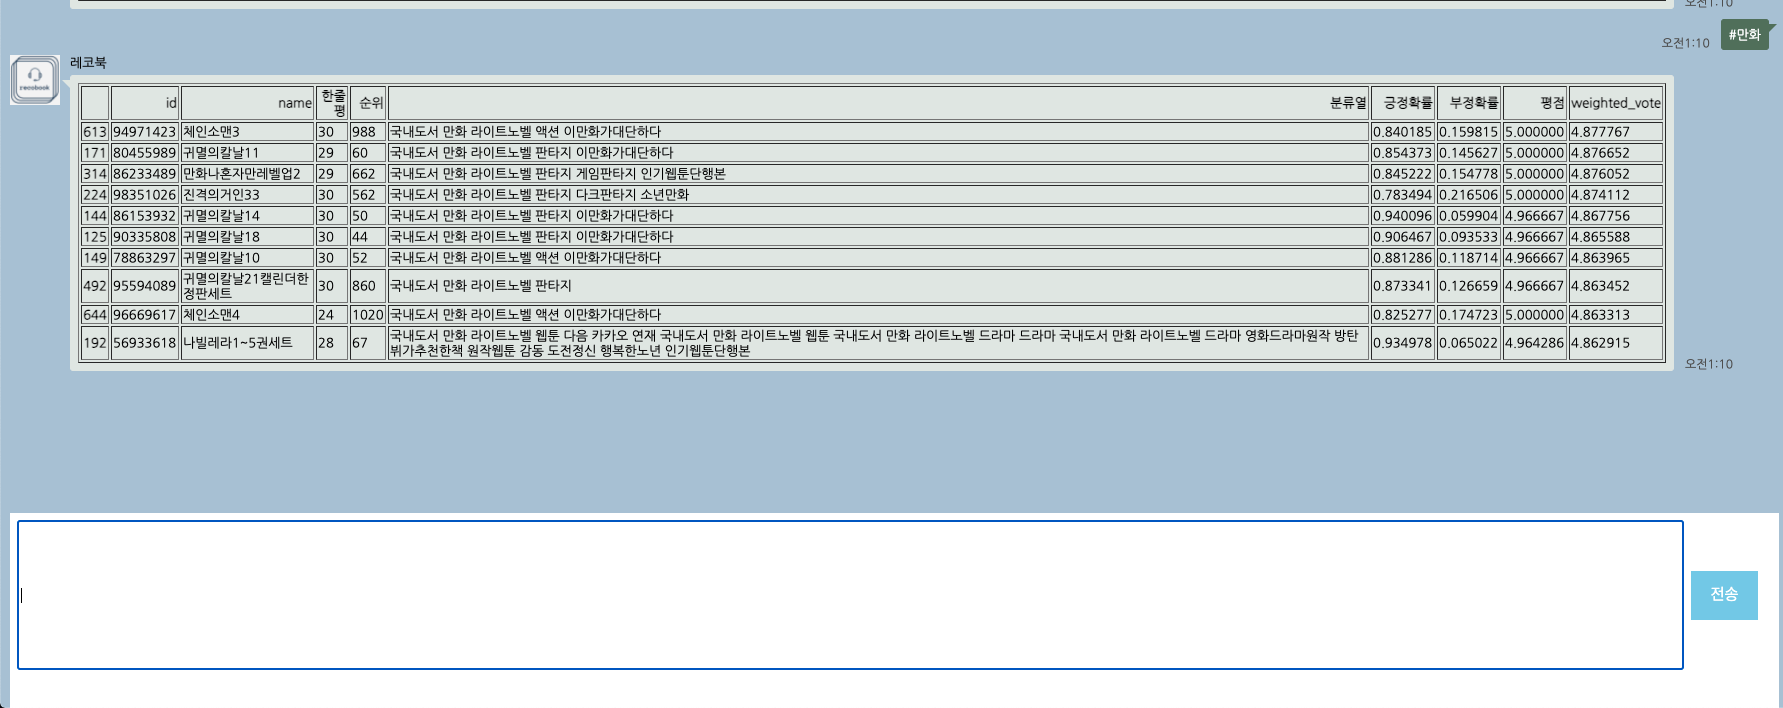 오전1:10
#만화
오전1:10
레코북
recobook
id name 한줄평 순위 분류열 긍정확률 부정확률 평점 weighted_vote
613 94971423 체인소맨3 30 988 국내도서 만화 라이트노벨 액션 이만화가대단하다 0.840185 0.159815 5.000000 4.877767
171 80455989 귀멸의칼날11 29 60 국내도서 만화 라이트노벨 판타지 이만화가대단하다 0.854373 0.145627 5.000000 4.876652
314 86233489 만화나혼자만레벨업2 29 662 국내도서 만화 라이트노벨 판타지 게임판타지 인기웹툰단행본 0.845222 0.154778 5.000000 4.876052
224 98351026 진격의거인33 30 562 국내도서 만화 라이트노벨 판타지 다크판타지 소년만화 0.783494 0.216506 5.000000 4.874112
144 86153932 귀멸의칼날14 30 50 국내도서 만화 라이트노벨 판타지 이만화가대단하다 0.940096 0.059904 4.966667 4.867756
125 90335808 귀멸의칼날18 30 44 국내도서 만화 라이트노벨 판타지 이만화가대단하다 0.906467 0.093533 4.966667 4.865588
149 78863297 귀멸의칼날10 30 52 국내도서 만화 라이트노벨 액션 이만화가대단하다 0.881286 0.118714 4.966667 4.863965
492 95594089 귀멸의칼날21캘린더한정판세트 30 860 국내도서 만화 라이트노벨 판타지 0.873341 0.126659 4.966667 4.863452
644 96669617 체인소맨4 24 1020 국내도서 만화 라이트노벨 액션 이만화가대단하다 0.825277 0.174723 5.000000 4.863313
192 56933618 나빌레라1~5권세트 28 67 국내도서 만화 라이트노벨 웹툰 다음 카카오 연재 국내도서 만화 라이트노벨 웹툰 국내도서 만화 라이트노벨 드라마 드라마 국내도서 만화 라이트노벨 드라마 영화드라마원작 방탄
뷔가추천한책 원작웹툰 감동 도전정신 행복한노년 인기웹툰단행본 0.934978 0.065022 4.964286 4.862915
오전1:10
전송